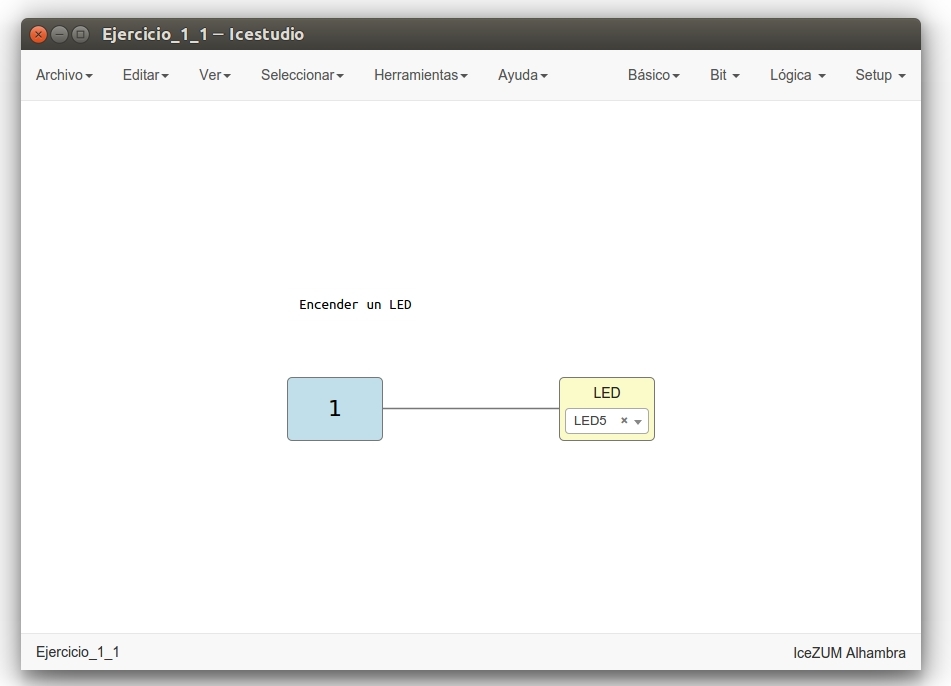 Ejercicio_1_1 – Icestudio
Archivo Editar Ver Seleccionar Herramientas Ayuda Básico Bit Lógica Setup
Encender un LED
1
LED
LED5
Ejercicio_1_1
IceZUM Alhambra